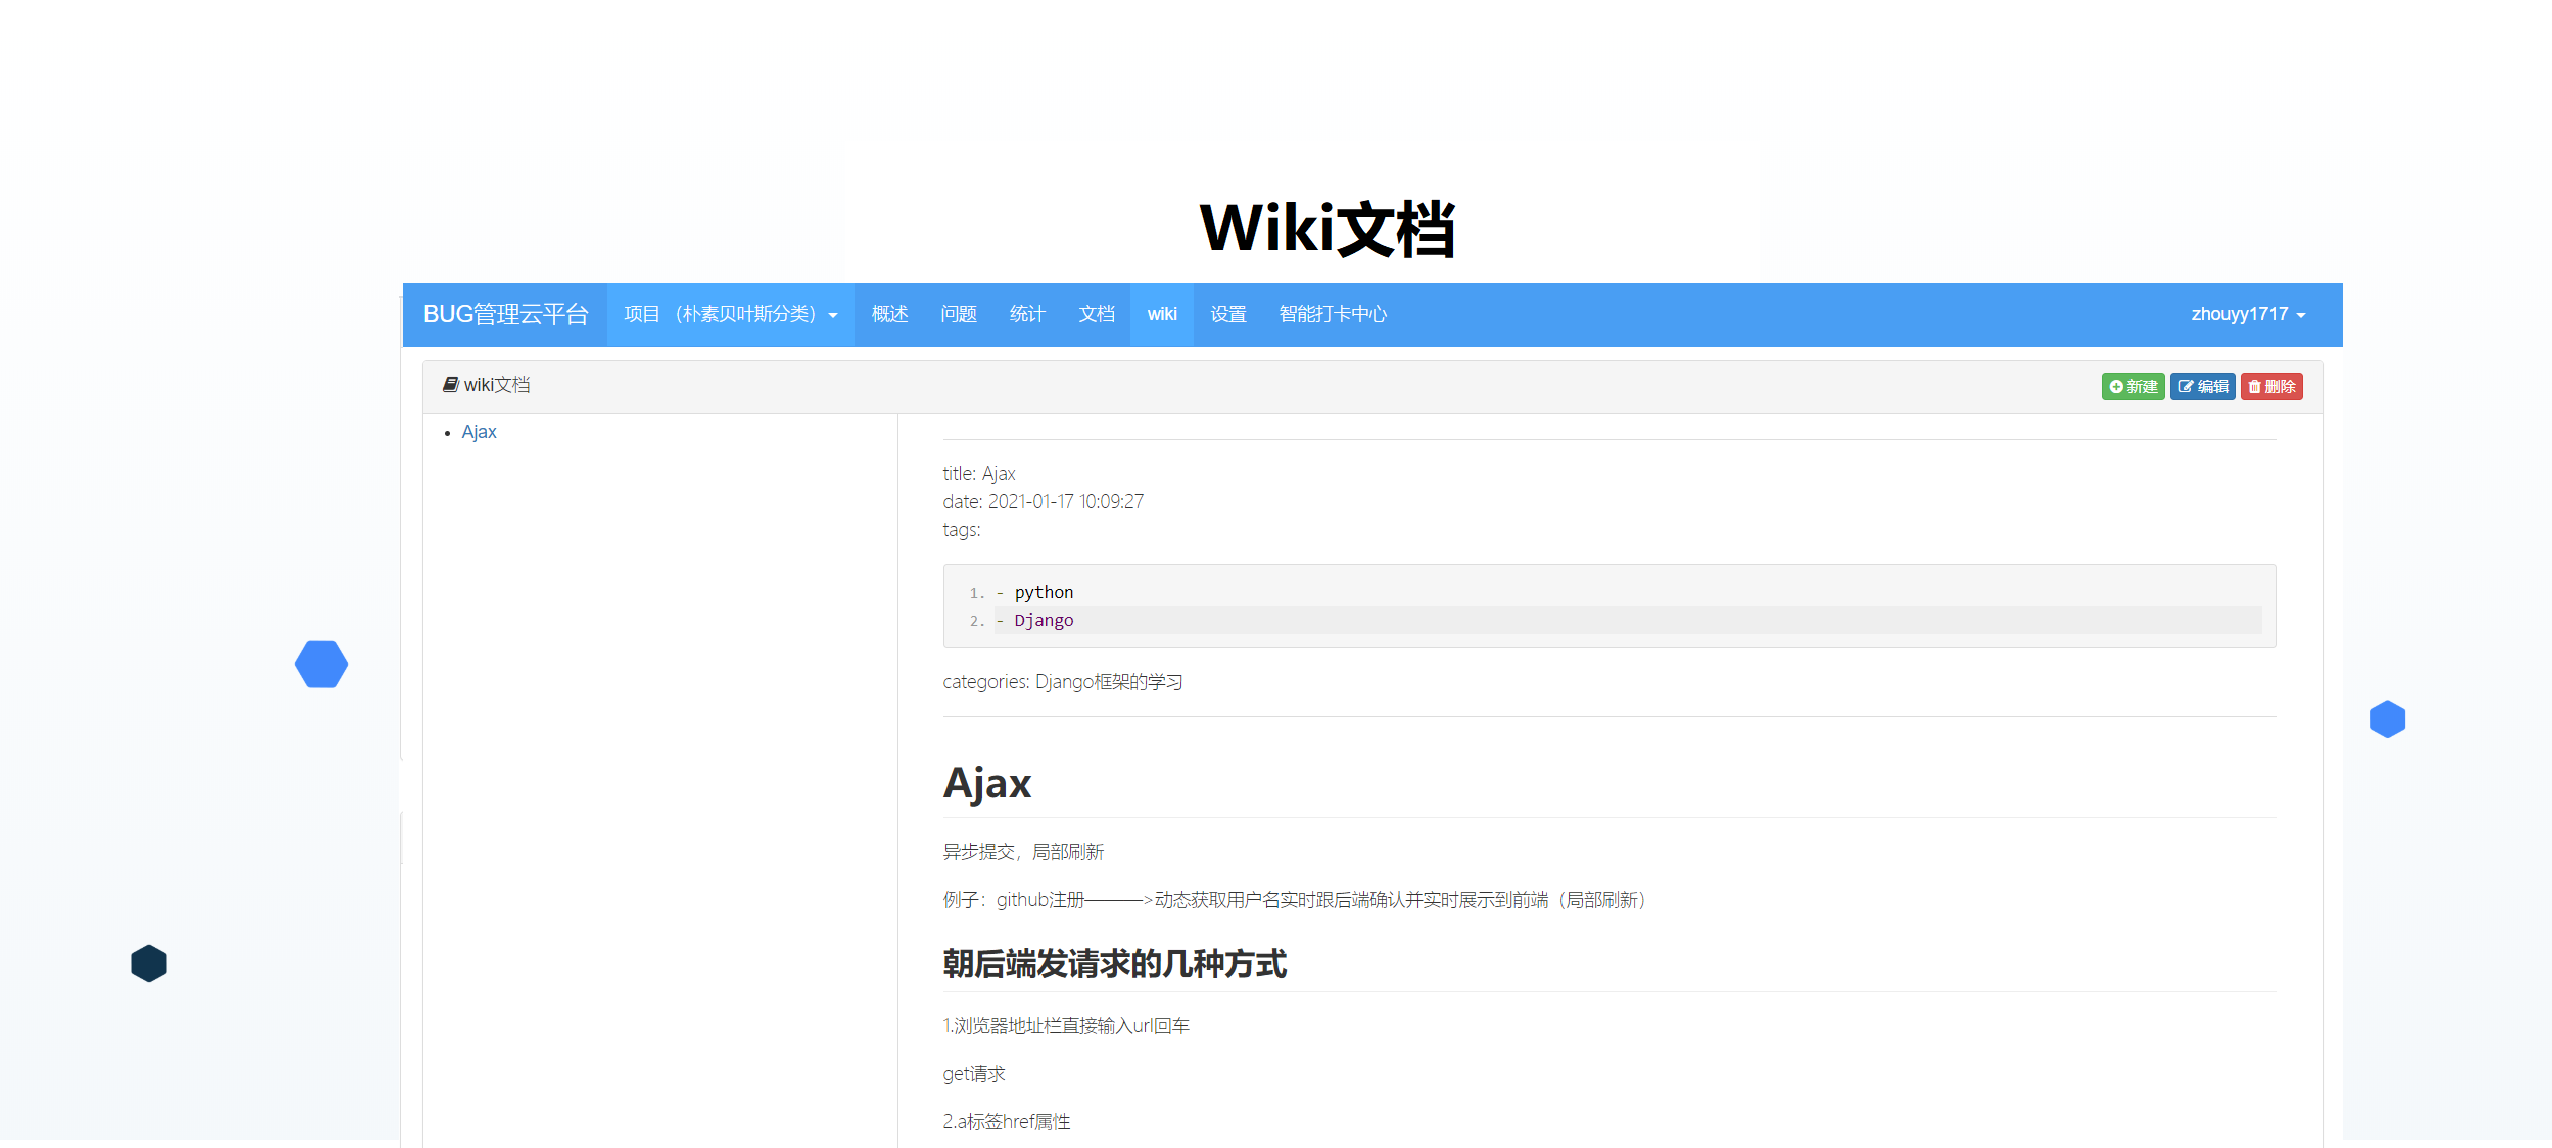 Wiki文档
BUG管理云平台 项目 （朴素贝叶斯分类） 概述 问题 统计 文档 wiki 设置 智能打卡中心 zhouyy1717
wiki文档 新建 编辑 删除
Ajax
title: Ajax
date: 2021-01-17 10:09:27
tags:
1. - python
2. - Django
categories: Django框架的学习
Ajax
异步提交，局部刷新
例子：github注册———>动态获取用户名实时跟后端确认并实时展示到前端（局部刷新）
朝后端发请求的几种方式
1.浏览器地址栏直接输入url回车
get请求
2.a标签href属性